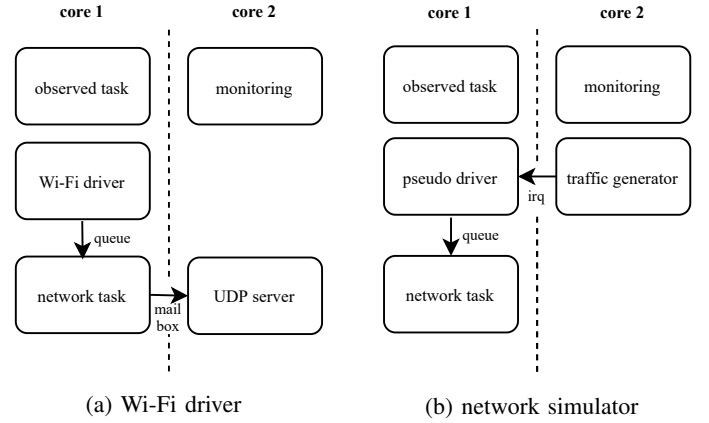 core 1
core 2
observed task
monitoring
Wi-Fi driver
queue
network task
UDP server
mail
box
(a) Wi-Fi driver
core 1
core 2
observed task
monitoring
pseudo driver
traffic generator
irq
queue
network task
(b) network simulator